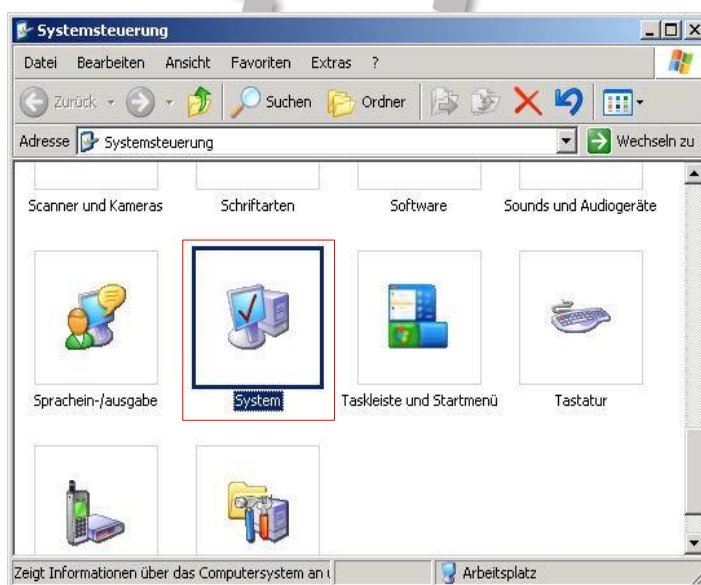 Systemsteuerung
Datei Bearbeiten Ansicht Favoriten Extras ?
Zurück Suchen Ordner
Adresse Systemsteuerung Wechseln zu
Scanner und Kameras Schriftarten Software Sounds und Audiogeräte
Sprachein-/ausgabe System Taskleiste und Startmenü Tastatur
Zeigt Informationen über das Computersystem an Arbeitsplatz